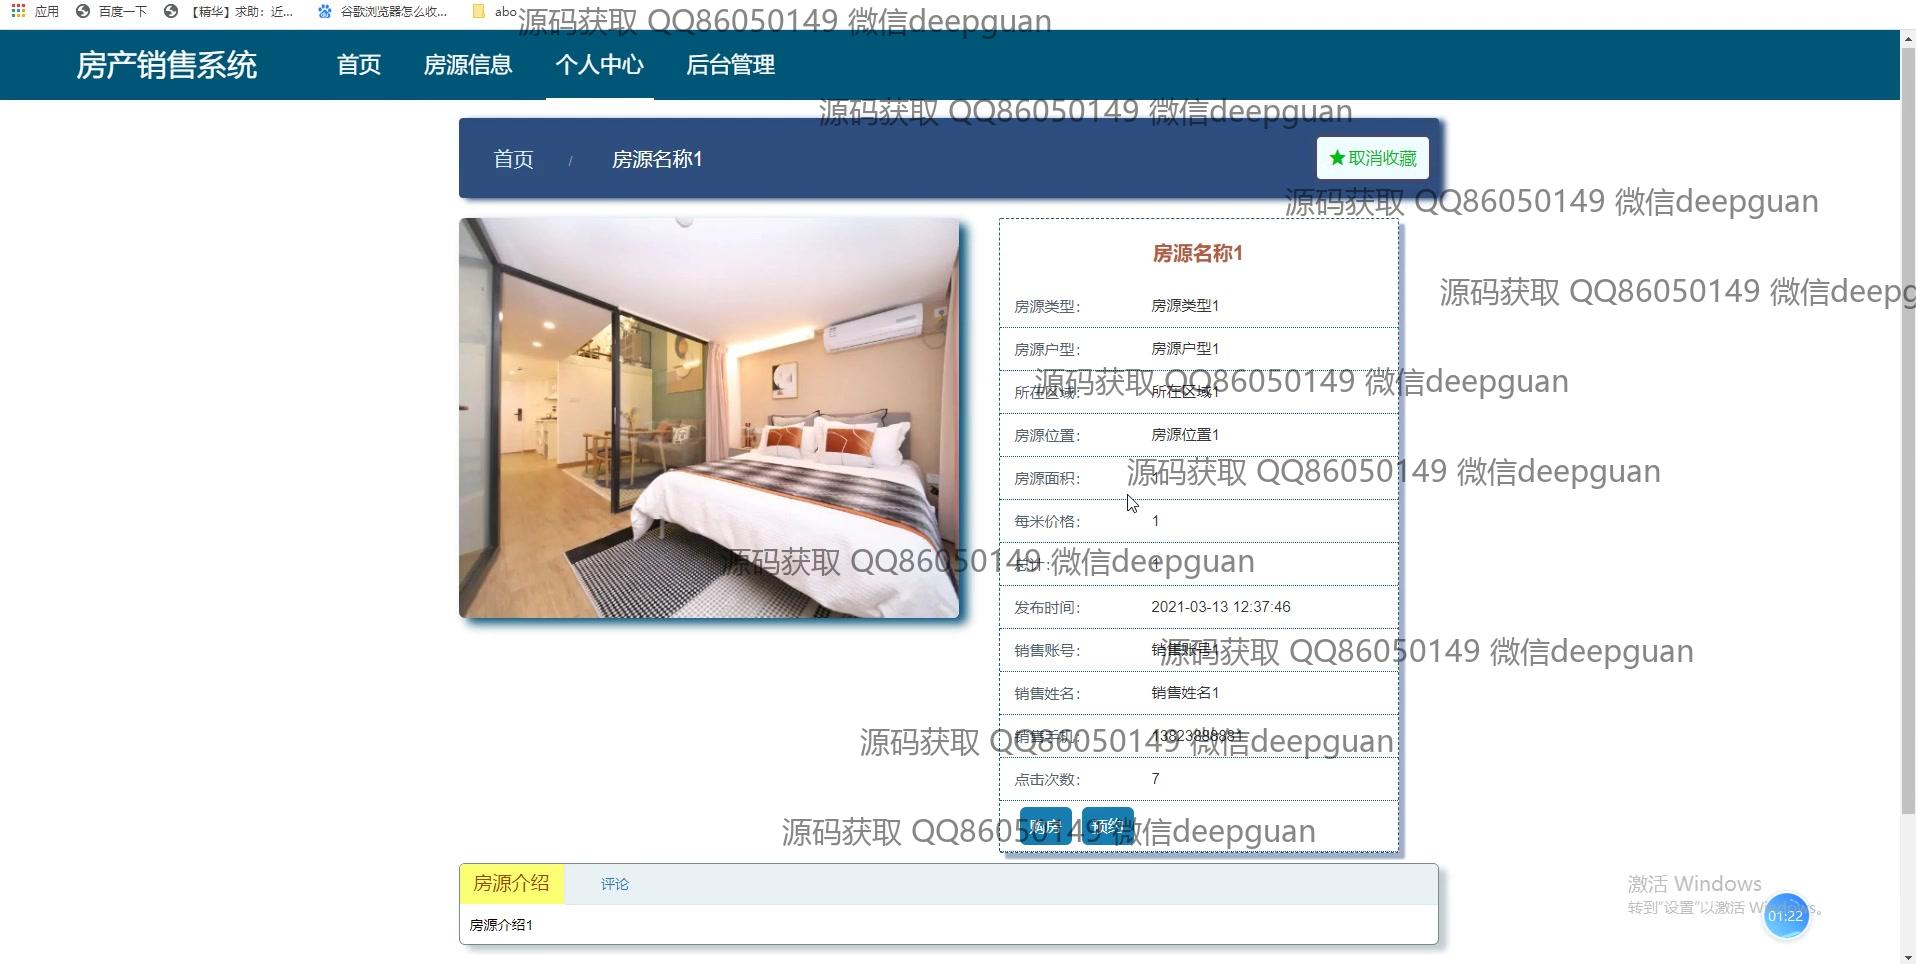 应用 百度一下 【精华】求助：近... 谷歌浏览器怎么收... abo
源码获取 QQ86050149 微信deepguan
房产销售系统 首页 房源信息 个人中心 后台管理
源码获取 QQ86050149 微信deepguan
首页 / 房源名称1 ★取消收藏
源码获取 QQ86050149 微信deepguan
房源名称1
源码获取 QQ86050149 微信deepg
房源类型： 房源类型1
房源户型： 房源户型1
源码获取 QQ86050149 微信deepguan
所在区域： 所在区域1
房源位置： 房源位置1
源码获取 QQ86050149 微信deepguan
房源面积：
每米价格： 1
源码获取 QQ86050149 微信deepguan
总计： 1
发布时间： 2021-03-13 12:37:46
销售账号： 销售账号1
源码获取 QQ86050149 微信deepguan
销售姓名： 销售姓名1
销售手机： 13823888881
源码获取 QQ86050149 微信deepguan
点击次数： 7
购房 预约
源码获取 QQ86050149 微信deepguan
房源介绍 评论
房源介绍1
激活 Windows
转到"设置"以激活 Windows。
01:22